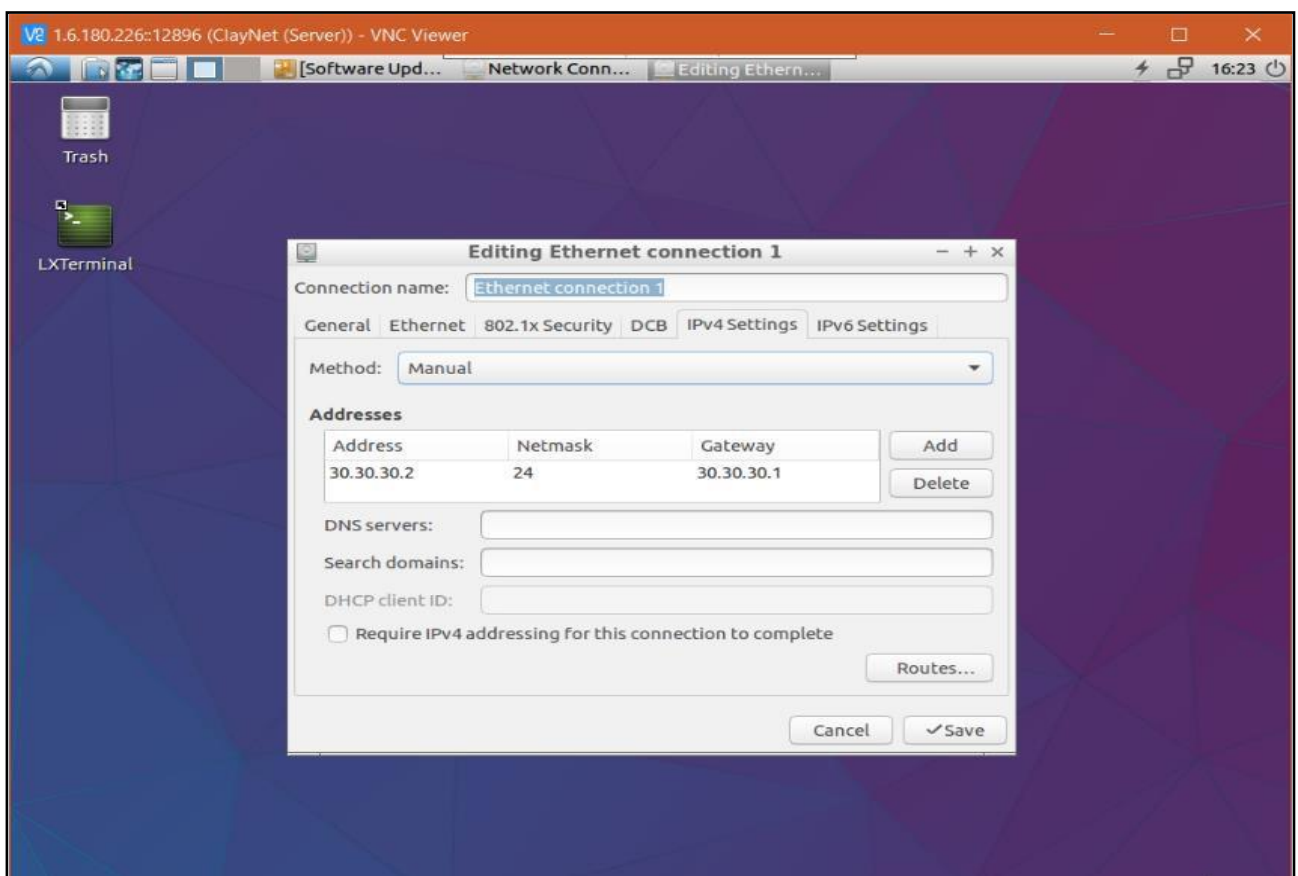 V2 1.6.180.226::12896 (ClayNet (Server)) - VNC Viewer
[Software Upd... Network Conn... Editing Ethern... 16:23
Trash
LXTerminal
Editing Ethernet connection 1
Connection name: Ethernet connection 1
General Ethernet 802.1x Security DCB IPv4 Settings IPv6 Settings
Method: Manual
Addresses
Address Netmask Gateway Add
30.30.30.2 24 30.30.30.1
Delete
DNS servers:
Search domains:
DHCP client ID:
Require IPv4 addressing for this connection to complete
Routes...
Cancel Save